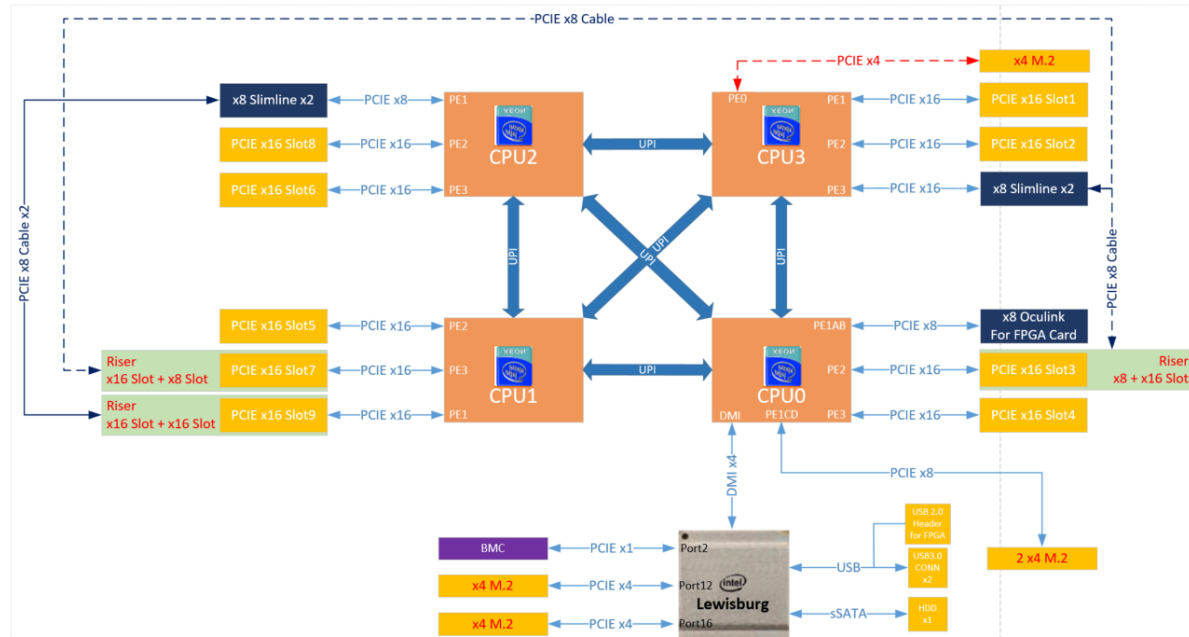 PCIE x8 Cable
PCIE x4
x4 M.2
x8 Slimline x2
PCIE x8
PE1
PE0
PE1
PCIE x16
PCIE x16 Slot1
PCIE x16 Slot8
PCIE x16
PE2
CPU2
UPI
CPU3
PE2
PCIE x16
PCIE x16 Slot2
PCIE x16 Slot6
PCIE x16
PE3
PE3
PCIE x16
x8 Slimline x2
PCIE x8 Cable x2
UPI
UPI
UPI
UPI
PCIE x8 Cable
PCIE x16 Slot5
PCIE x16
PE2
PE1AB
PCIE x8
x8 Oculink
For FPGA Card
Riser
x16 Slot + x8 Slot
PCIE x16 Slot7
PCIE x16
PE3
CPU1
UPI
CPU0
PE2
PCIE x16
PCIE x16 Slot3
Riser
x8 + x16 Slot
Riser
x16 Slot + x16 Slot
PCIE x16 Slot9
PCIE x16
PE1
DMI
PE1CD
PE3
PCIE x16
PCIE x16 Slot4
DMI x4
PCIE x8
BMC
PCIE x1
Port2
USB 2.0
Header
for FPGA
x4 M.2
PCIE x4
Port12
intel
Lewisburg
USB
USB3.0
CONN
x2
2 x4 M.2
x4 M.2
PCIE x4
Port16
sSATA
HDD
x1